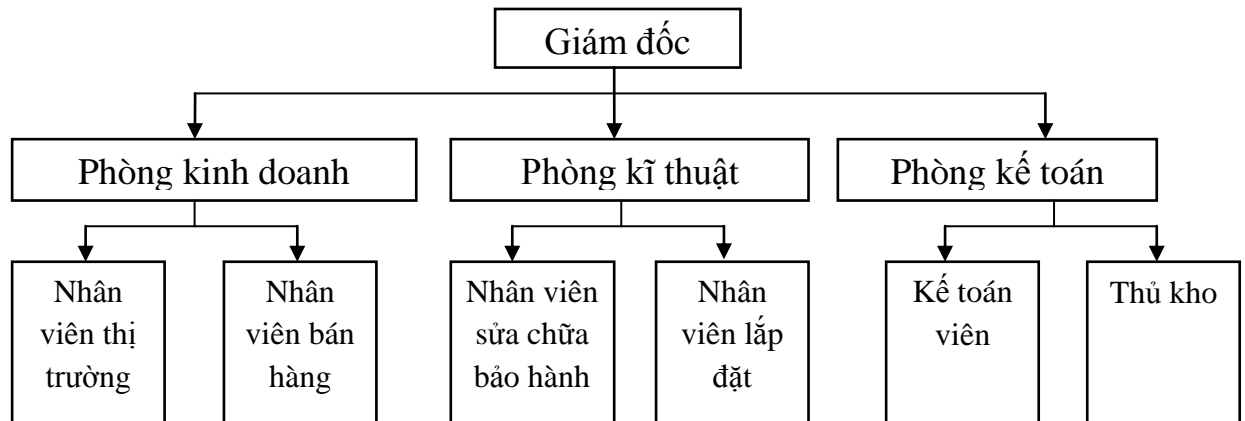 Giám đốc
Phòng kinh doanh
Phòng kĩ thuật
Phòng kế toán
Nhân
viên thị
trường
Nhân
viên bán
hàng
Nhân viên
sửa chữa
bảo hành
Nhân
viên lắp
đặt
Kế toán
viên
Thủ kho